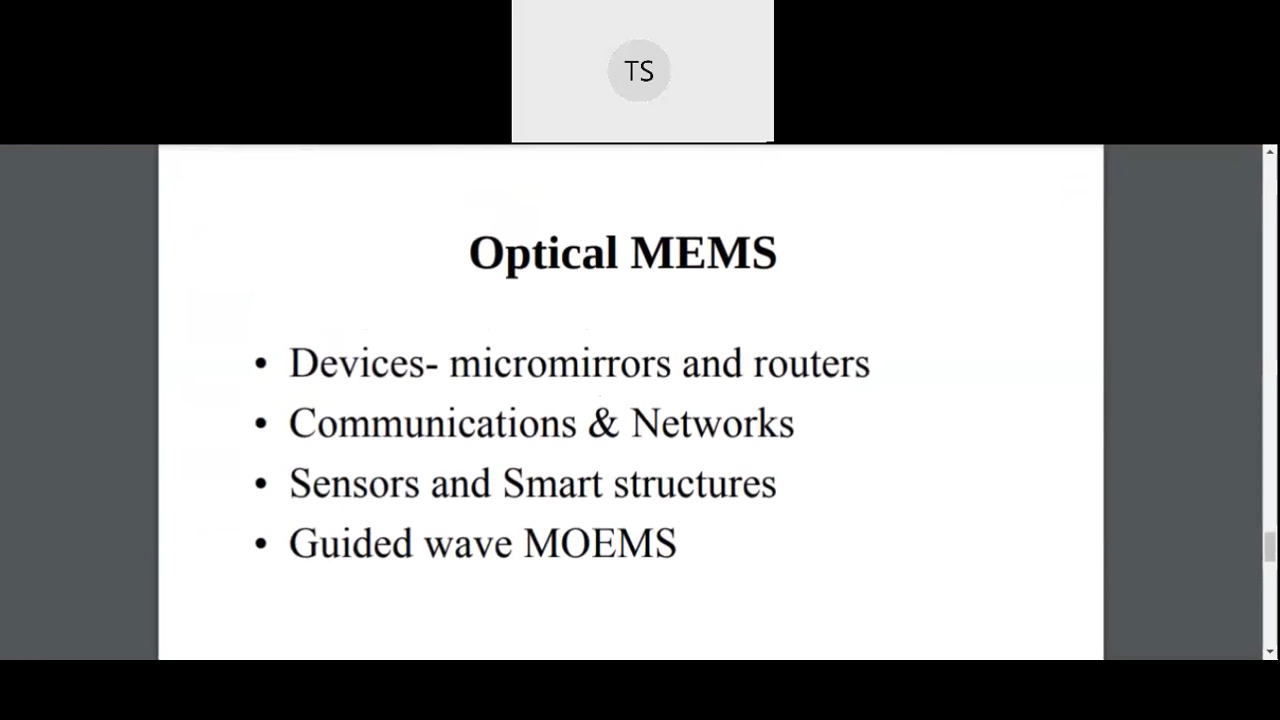 TS
Optical MEMS
• Devices- micromirrors and routers
• Communications & Networks
• Sensors and Smart structures
• Guided wave MOEMS